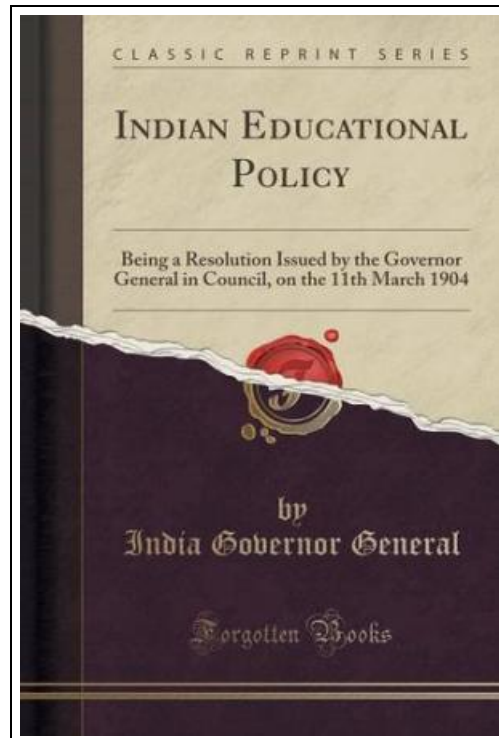 CLASSIC REPRINT SERIES
INDIAN EDUCATIONAL
POLICY
Being a Resolution Issued by the Governor
General in Council, on the 11th March 1904
F
by
India Governor General
Forgotten Books